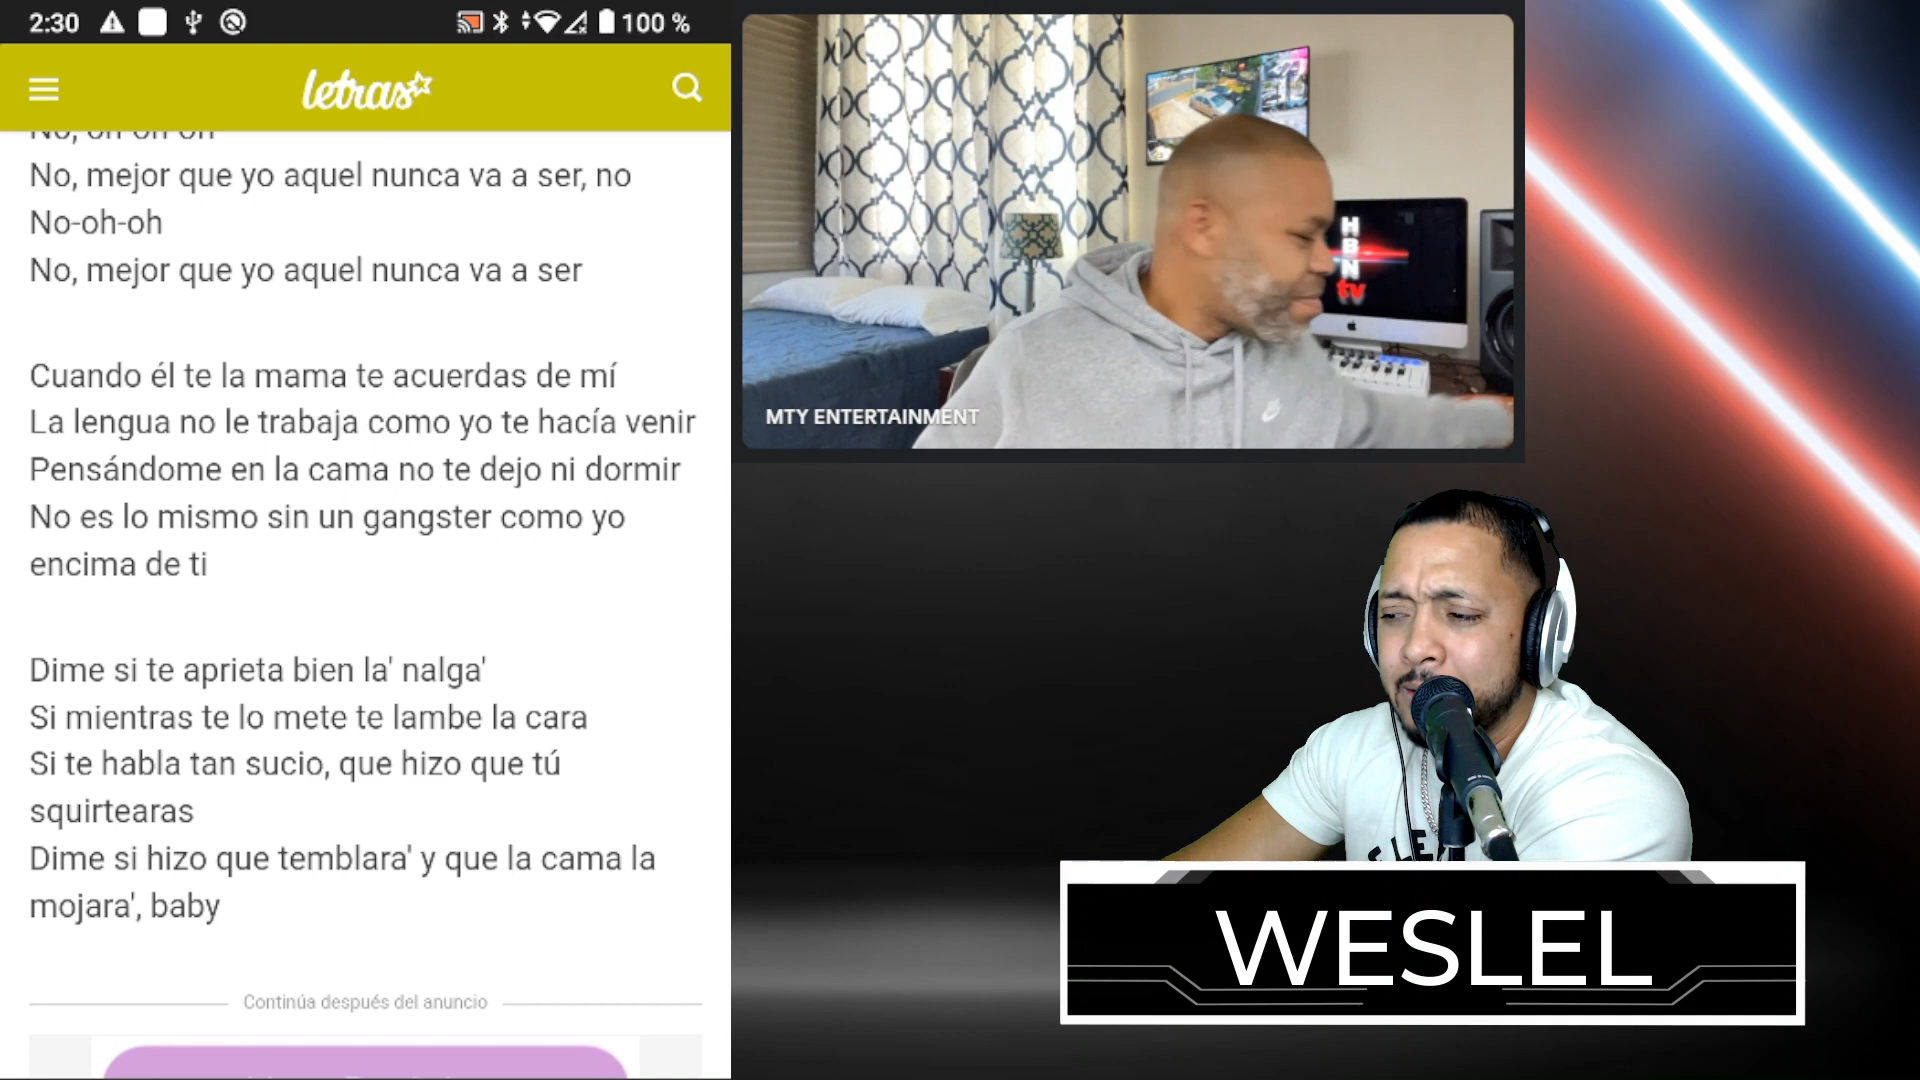 2:30
100 %
letras
No, oh-oh-oh
No, mejor que yo aquel nunca va a ser, no
No-oh-oh
No, mejor que yo aquel nunca va a ser
Cuando él te la mama te acuerdas de mí
La lengua no le trabaja como yo te hacía venir
Pensándome en la cama no te dejo ni dormir
No es lo mismo sin un gangster como yo
encima de ti
Dime si te aprieta bien la' nalga'
Si mientras te lo mete te lambe la cara
Si te habla tan sucio, que hizo que tú
squirtearas
Dime si hizo que temblara' y que la cama la
mojara', baby
Continúa después del anuncio
HBN
tv
MTY ENTERTAINMENT
WESLEL